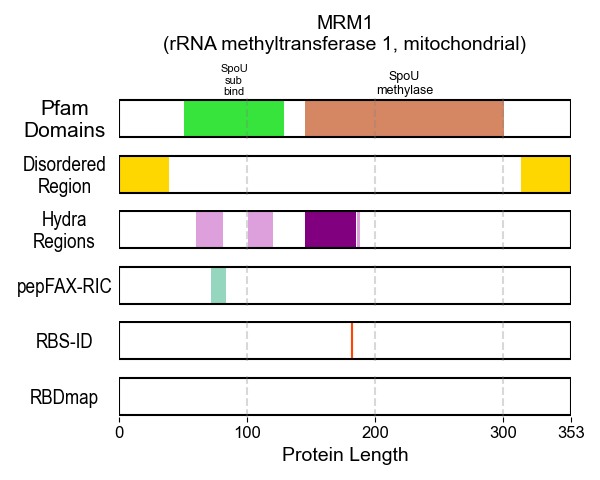 MRM1
(rRNA methyltransferase 1, mitochondrial)
SpoU
sub
bind
SpoU
methylase
Pfam
Domains
Disordered
Region
Hydra
Regions
pepFAX-RIC
RBS-ID
RBDmap
0 100 200 300 353
Protein Length